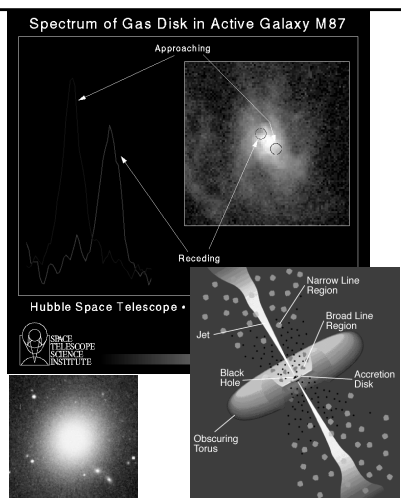 Spectrum of Gas Disk in Active Galaxy M87
Approaching
Receding
Hubble Space Telescope •
SPACE
TELESCOPE
SCIENCE
INSTITUTE
Narrow Line
Region
Broad Line
Region
Jet
Black
Hole
Accretion
Disk
Obscuring
Torus